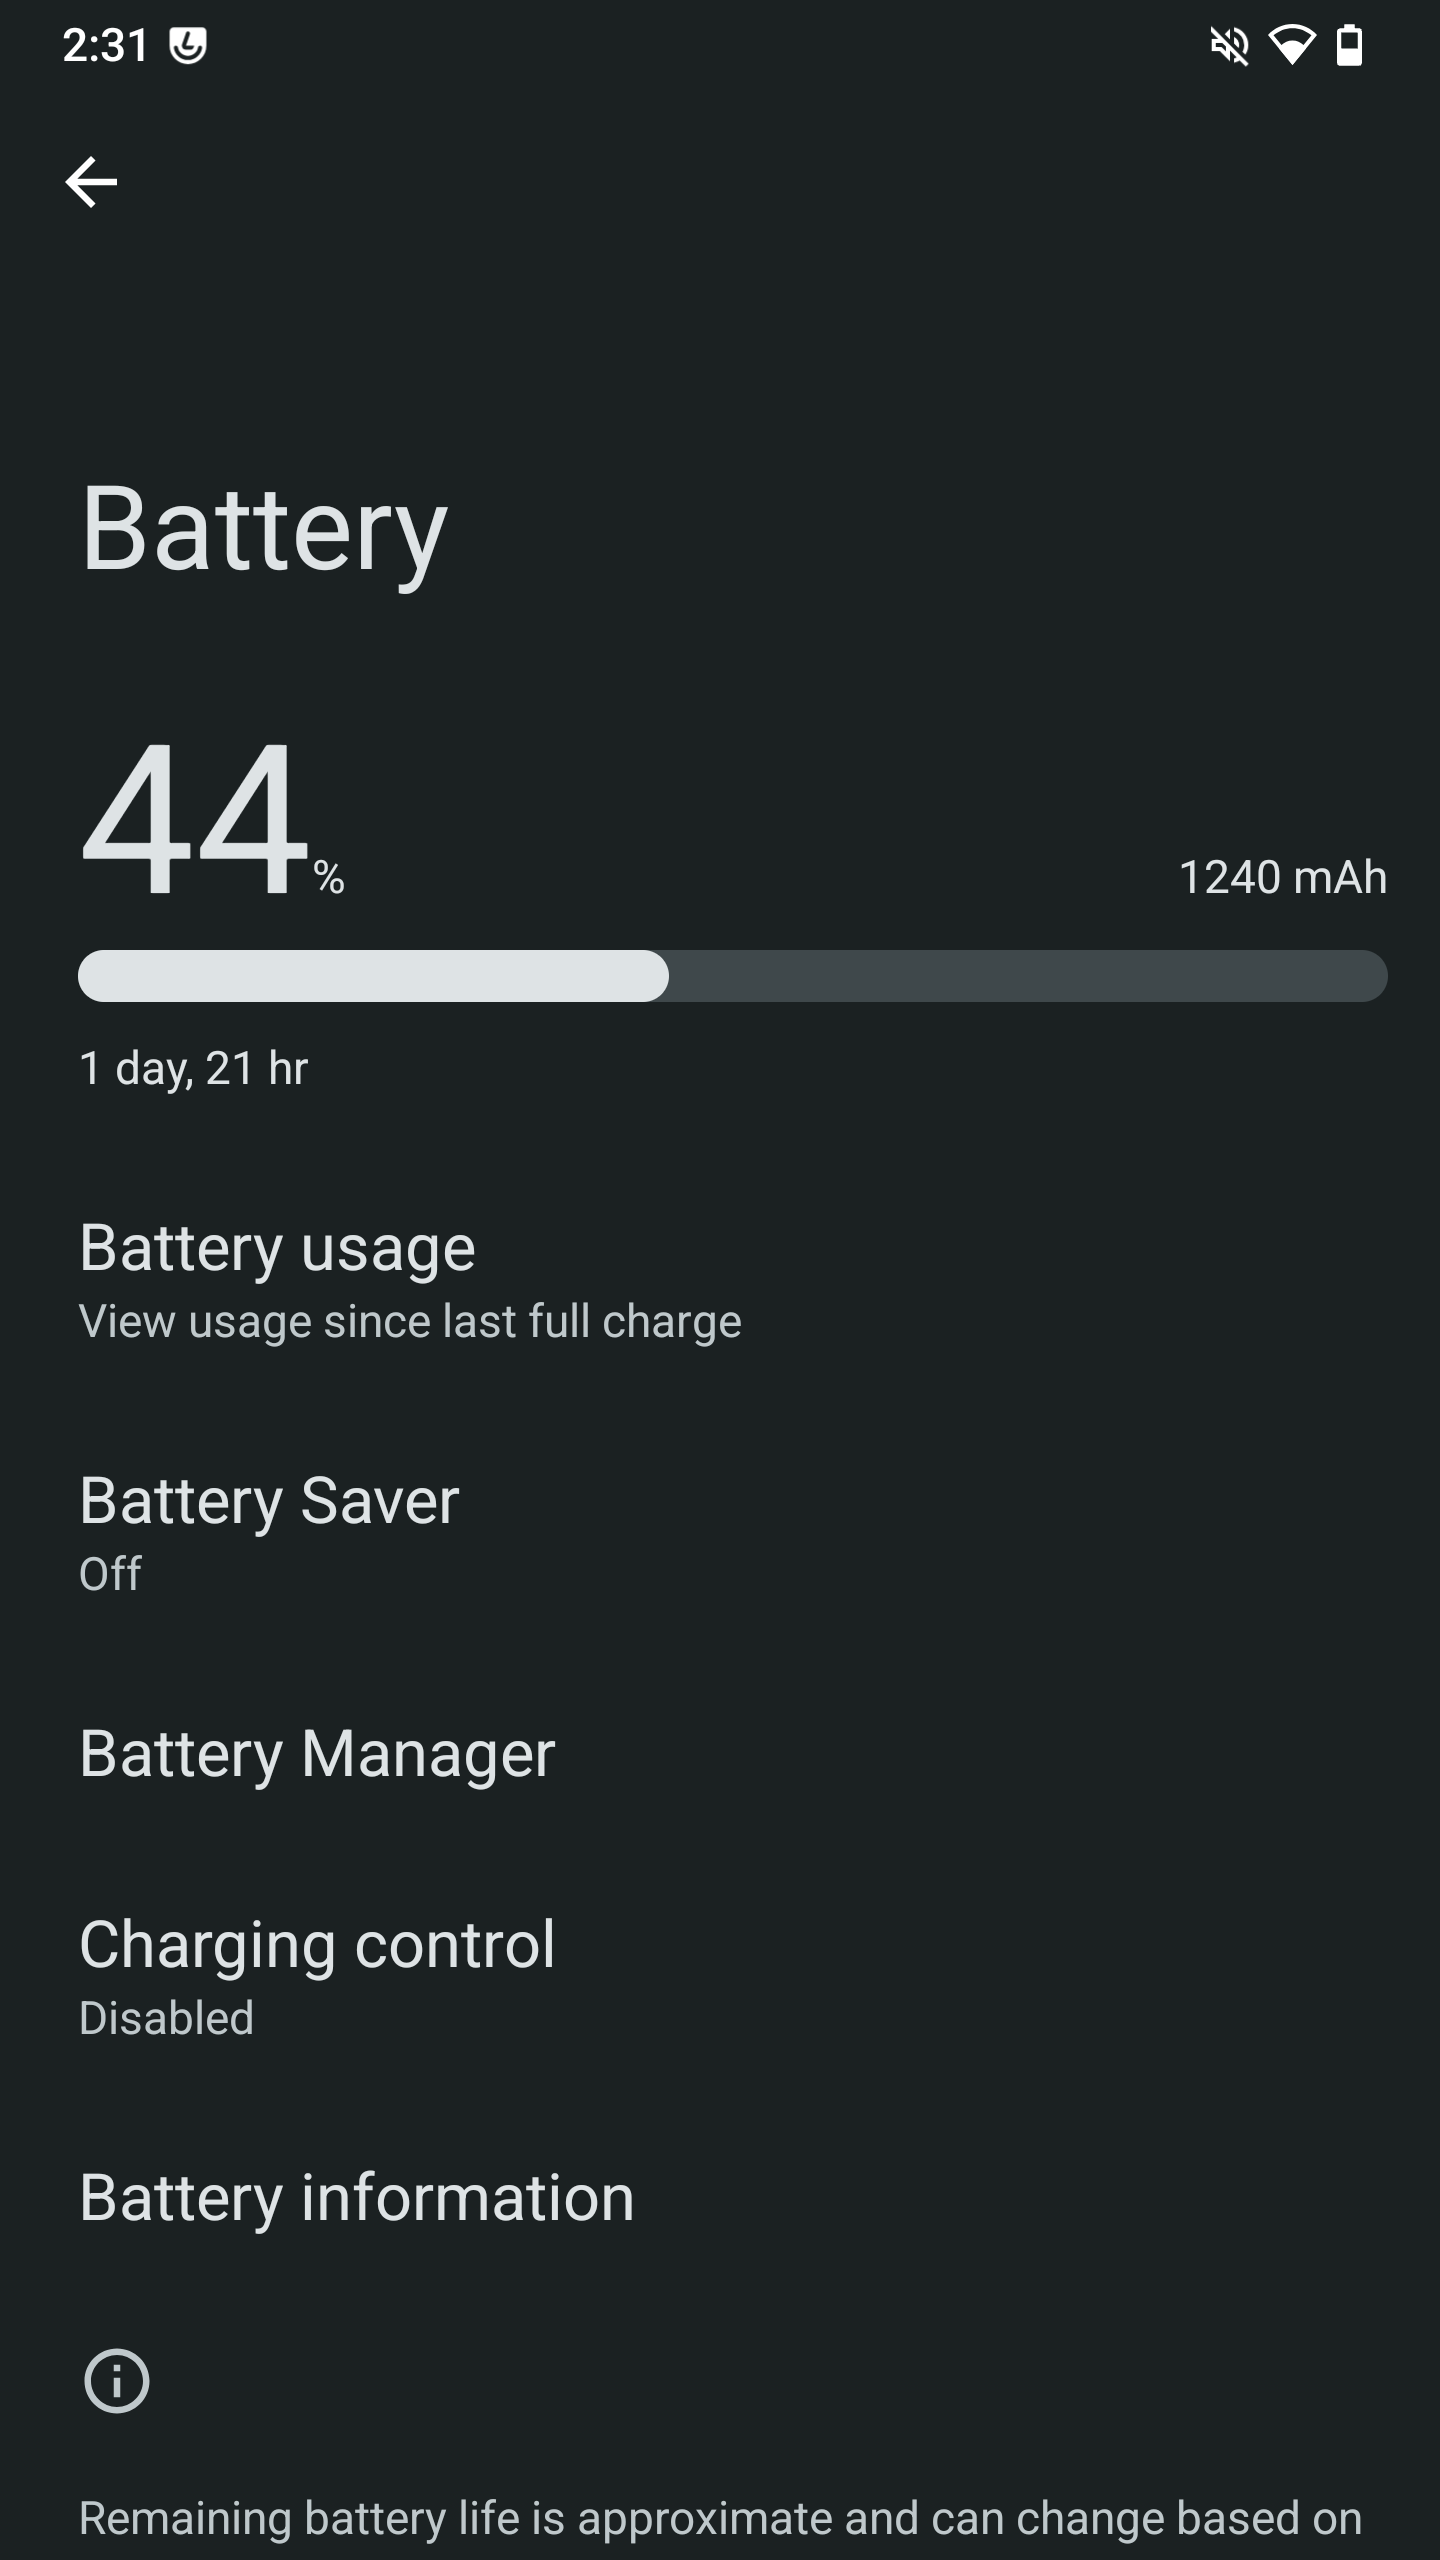 2:31
Battery
44%
1240 mAh
1 day, 21 hr
Battery usage
View usage since last full charge
Battery Saver
Off
Battery Manager
Charging control
Disabled
Battery information
Remaining battery life is approximate and can change based on